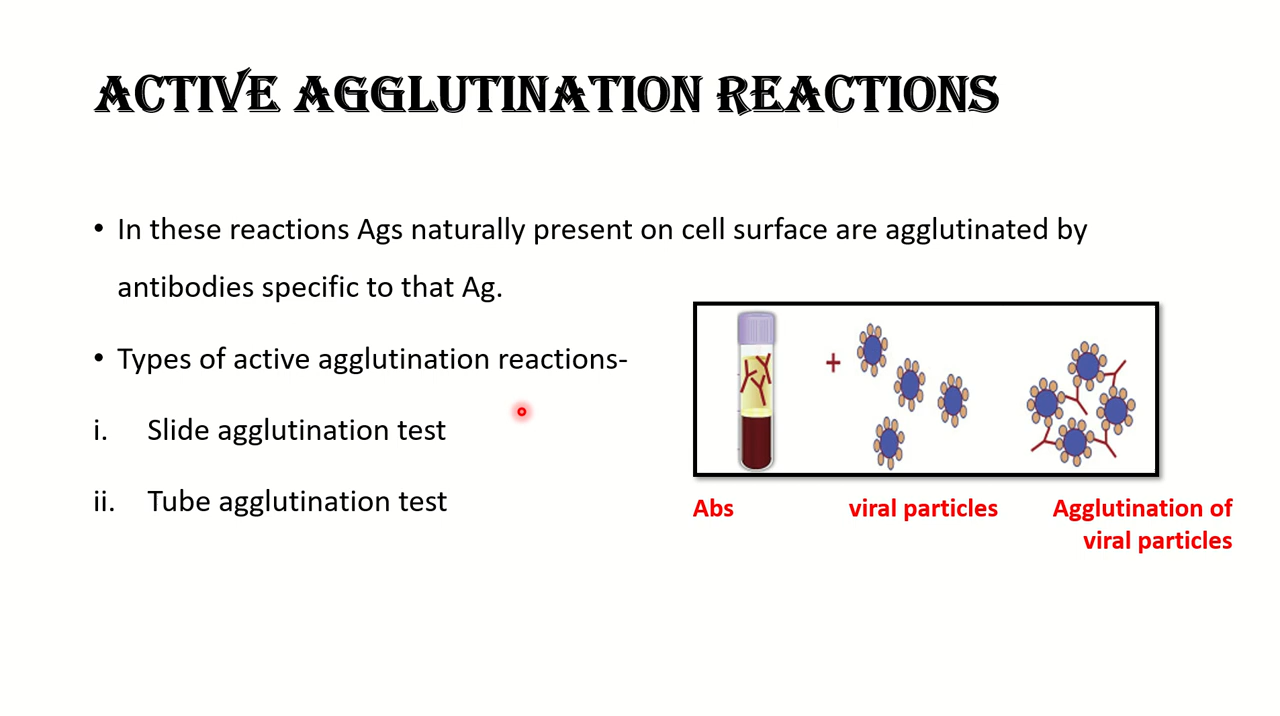 ACTIVE AGGLUTINATION REACTIONS
• In these reactions Ags naturally present on cell surface are agglutinated by
antibodies specific to that Ag.
• Types of active agglutination reactions-
i. Slide agglutination test
ii. Tube agglutination test
+
Abs viral particles Agglutination of
viral particles